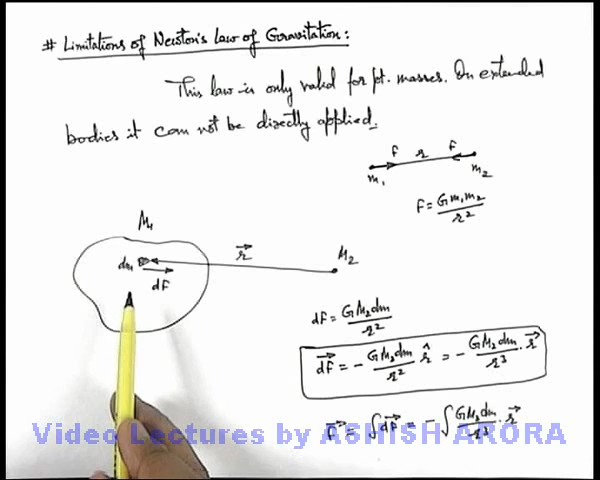 # Limitations of Newton's Law of Gravitation:
This law is only valid for pt. masses. On extended
bodies it can not be directly applied.
F r F
m₁ m₂
F = Gm₁m₂/r²
M₁
dm
dF
r⃗
M₂
dF = GM₂dm/r²
d⃗F = - GM₂dm/r² r̂ = - GM₂dm/r³ . r⃗
F⃗ = ∫d⃗F = - ∫ GM₂dm/r³ . r⃗
Video Lectures by ASHISH ARORA